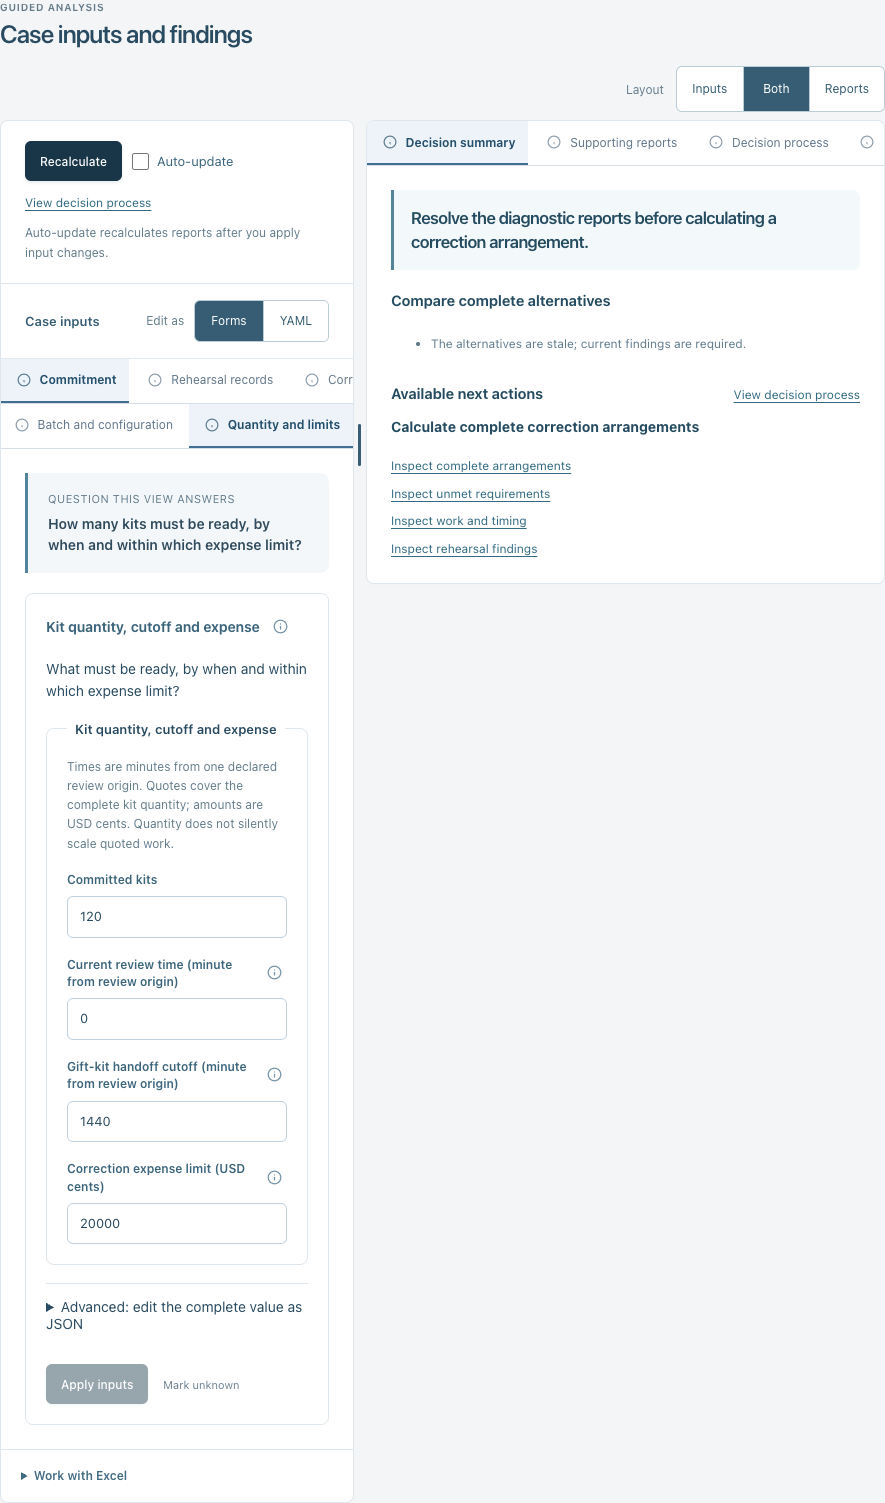 GUIDED ANALYSIS
Case inputs and findings
Layout
Inputs
Both
Reports
Recalculate
Auto-update
View decision process
Auto-update recalculates reports after you apply
input changes.
Case inputs
Edit as
Forms
YAML
Commitment
Rehearsal records
Corr
Batch and configuration
Quantity and limits
QUESTION THIS VIEW ANSWERS
How many kits must be ready, by
when and within which expense limit?
Kit quantity, cutoff and expense
What must be ready, by when and within
which expense limit?
Kit quantity, cutoff and expense
Times are minutes from one declared
review origin. Quotes cover the
complete kit quantity; amounts are
USD cents. Quantity does not silently
scale quoted work.
Committed kits
120
Current review time (minute
from review origin)
0
Gift-kit handoff cutoff (minute
from review origin)
1440
Correction expense limit (USD
cents)
20000
Advanced: edit the complete value as
JSON
Apply inputs
Mark unknown
Work with Excel
Decision summary
Supporting reports
Decision process
Resolve the diagnostic reports before calculating a
correction arrangement.
Compare complete alternatives
The alternatives are stale; current findings are required.
Available next actions
View decision process
Calculate complete correction arrangements
Inspect complete arrangements
Inspect unmet requirements
Inspect work and timing
Inspect rehearsal findings